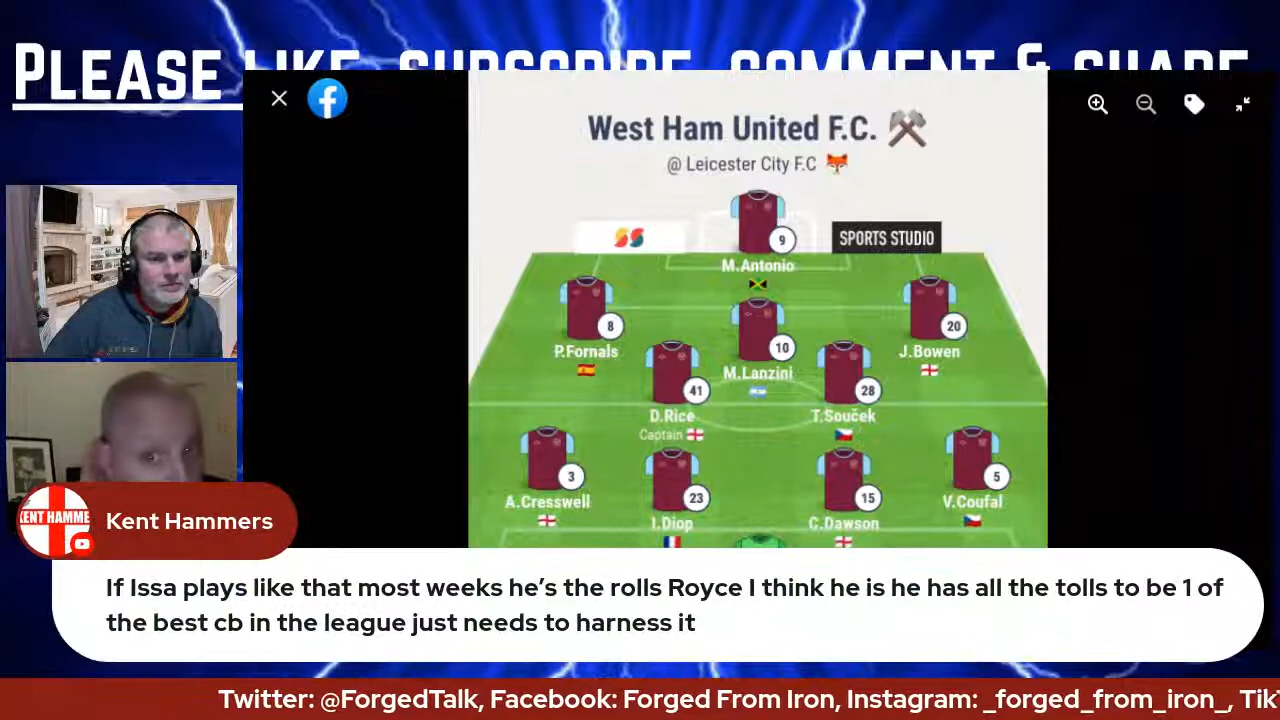 PLEASE LIKE, SUBSCRIBE, COMMENT & SHARE
West Ham United F.C.
@ Leicester City F.C
SPORTS STUDIO
9
M.Antonio
8
20
P.Fornals
J.Bowen
10
M.Lanzini
41
28
D.Rice
T.Souček
Captain
3
5
A.Cresswell
V.Coufal
23
15
I.Diop
C.Dawson
KENT HAMME
Kent Hammers
If Issa plays like that most weeks he's the rolls Royce I think he is he has all the tolls to be 1 of
the best cb in the league just needs to harness it
Twitter: @ForgedTalk, Facebook: Forged From Iron, Instagram: _forged_from_iron_, Tik